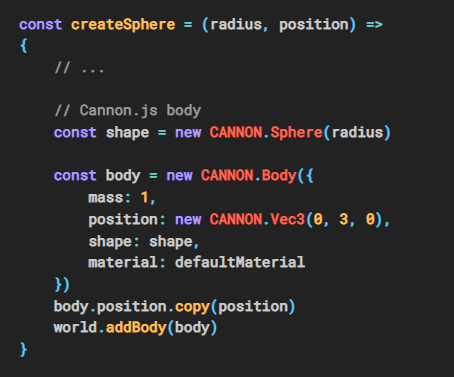 const createSphere = (radius, position) =>
{
    // ...

    // Cannon.js body
    const shape = new CANNON.Sphere(radius)

    const body = new CANNON.Body({
        mass: 1,
        position: new CANNON.Vec3(0, 3, 0),
        shape: shape,
        material: defaultMaterial
    })
    body.position.copy(position)
    world.addBody(body)
}